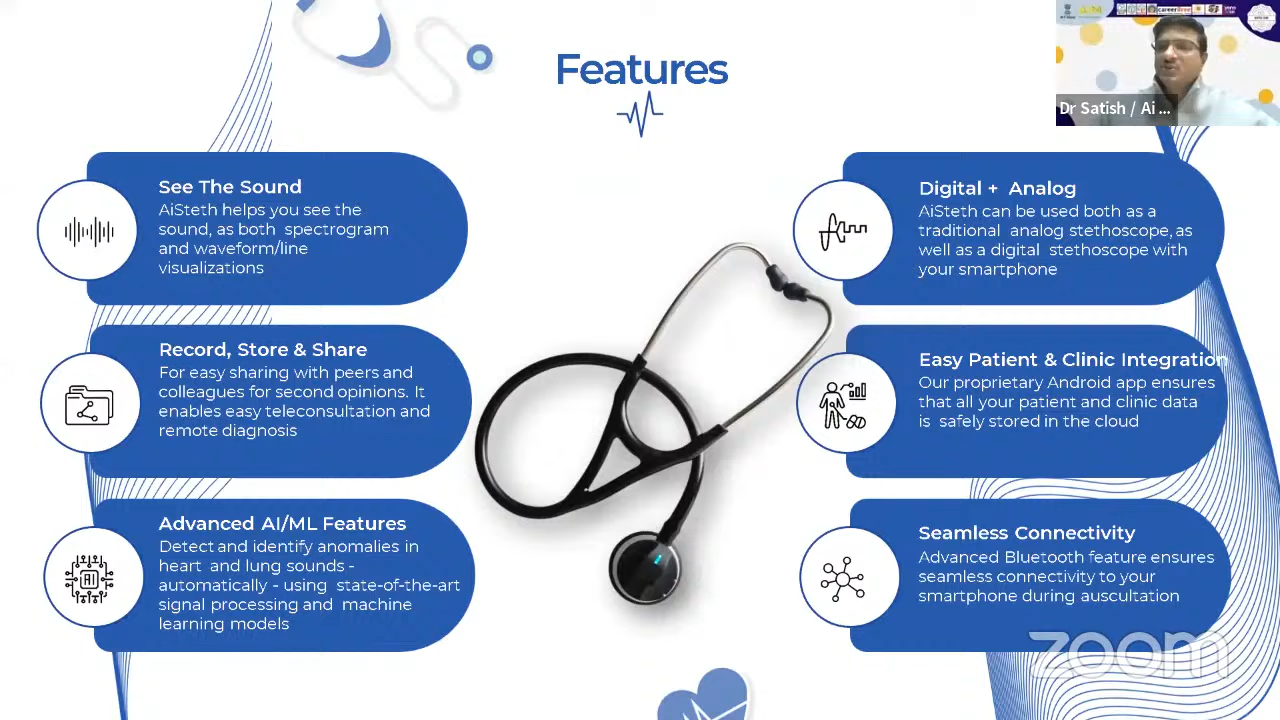 Features
Dr Satish / Ai ...
See The Sound
AiSteth helps you see the
sound, as both spectrogram
and waveform/line
visualizations
Record, Store & Share
For easy sharing with peers and
colleagues for second opinions. It
enables easy teleconsultation and
remote diagnosis
Advanced AI/ML Features
Detect and identify anomalies in
heart and lung sounds -
automatically - using state-of-the-art
signal processing and machine
learning models
AI
Digital + Analog
AiSteth can be used both as a
traditional analog stethoscope, as
well as a digital stethoscope with
your smartphone
Easy Patient & Clinic Integration
Our proprietary Android app ensures
that all your patient and clinic data
is safely stored in the cloud
Seamless Connectivity
Advanced Bluetooth feature ensures
seamless connectivity to your
smartphone during auscultation
zoom